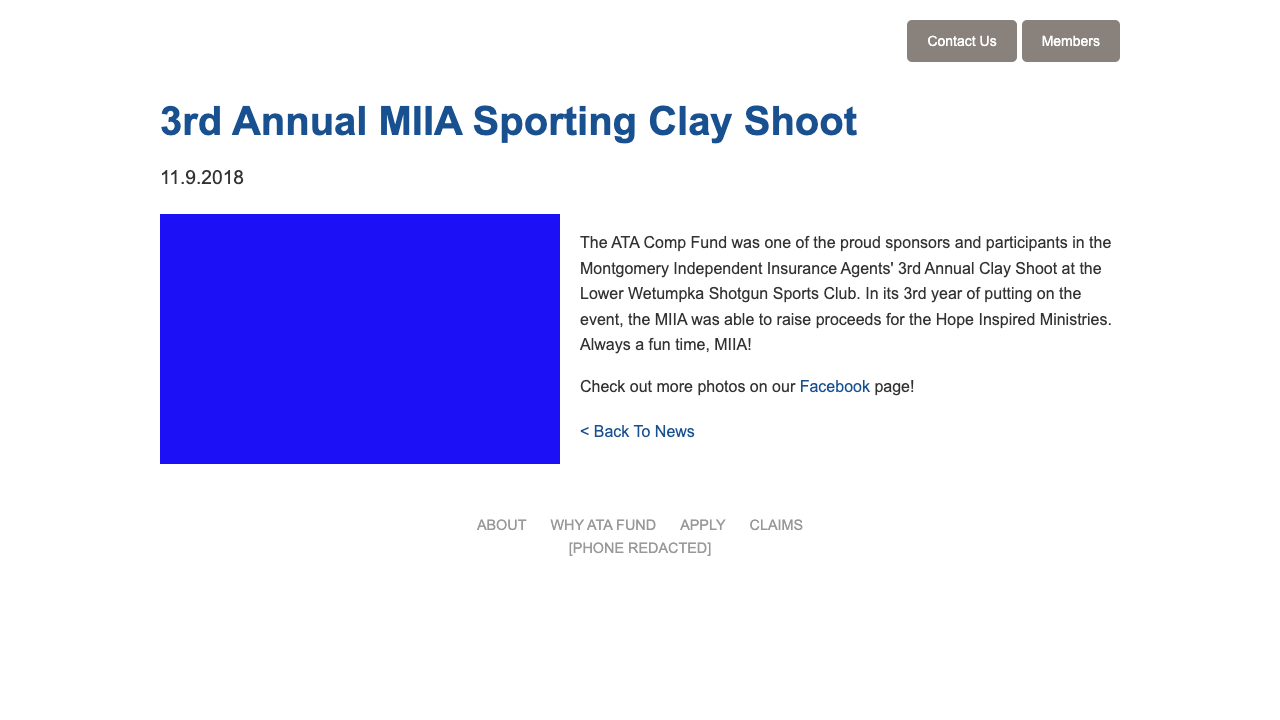 Contact Us
Members
3rd Annual MIIA Sporting Clay Shoot
11.9.2018
The ATA Comp Fund was one of the proud sponsors and participants in the
Montgomery Independent Insurance Agents' 3rd Annual Clay Shoot at the
Lower Wetumpka Shotgun Sports Club. In its 3rd year of putting on the
event, the MIIA was able to raise proceeds for the Hope Inspired Ministries.
Always a fun time, MIIA!
Check out more photos on our Facebook page!
< Back To News
ABOUT WHY ATA FUND APPLY CLAIMS
[PHONE REDACTED]